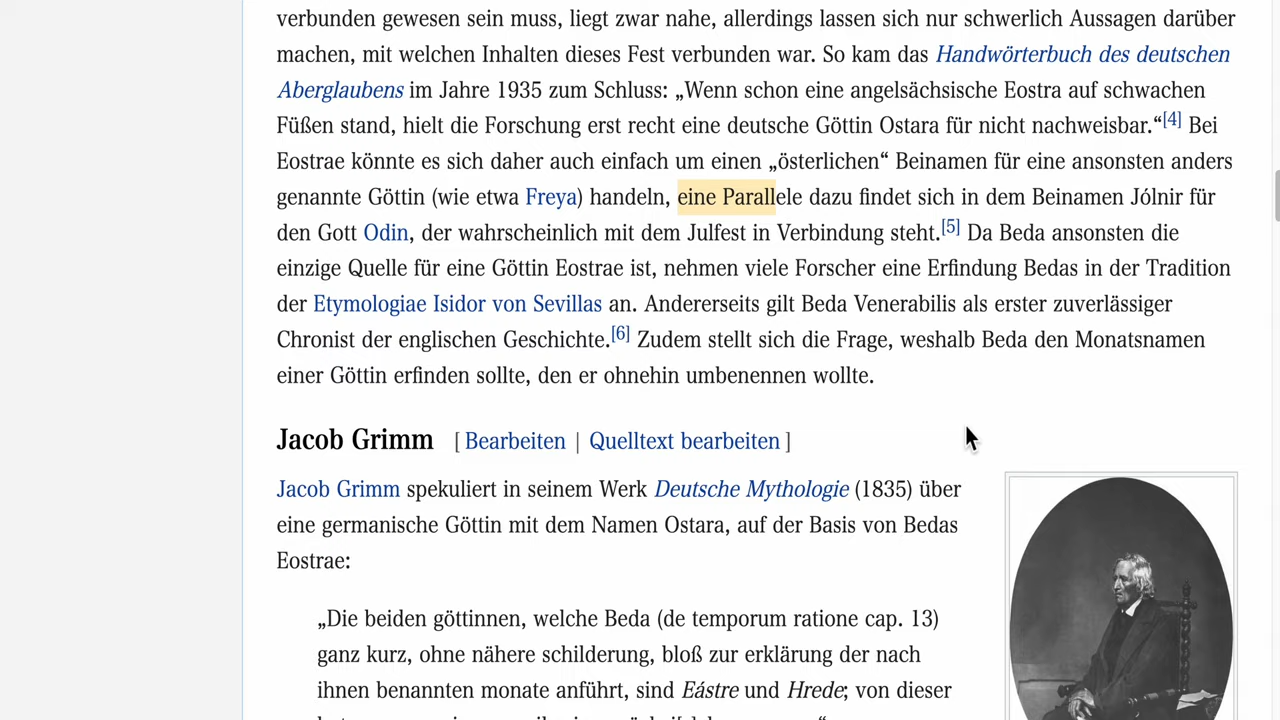 verbunden gewesen sein muss, liegt zwar nahe, allerdings lassen sich nur schwerlich Aussagen darüber
machen, mit welchen Inhalten dieses Fest verbunden war. So kam das Handwörterbuch des deutschen
Aberglaubens im Jahre 1935 zum Schluss: „Wenn schon eine angelsächsische Eostra auf schwachen
Füßen stand, hielt die Forschung erst recht eine deutsche Göttin Ostara für nicht nachweisbar.“[4] Bei
Eostrae könnte es sich daher auch einfach um einen „österlichen“ Beinamen für eine ansonsten anders
genannte Göttin (wie etwa Freya) handeln, eine Parallele dazu findet sich in dem Beinamen Jólnir für
den Gott Odin, der wahrscheinlich mit dem Julfest in Verbindung steht.[5] Da Beda ansonsten die
einzige Quelle für eine Göttin Eostrae ist, nehmen viele Forscher eine Erfindung Bedas in der Tradition
der Etymologiae Isidor von Sevillas an. Andererseits gilt Beda Venerabilis als erster zuverlässiger
Chronist der englischen Geschichte.[6] Zudem stellt sich die Frage, weshalb Beda den Monatsnamen
einer Göttin erfinden sollte, den er ohnehin umbenennen wollte.
Jacob Grimm [ Bearbeiten | Quelltext bearbeiten ]
Jacob Grimm spekuliert in seinem Werk Deutsche Mythologie (1835) über
eine germanische Göttin mit dem Namen Ostara, auf der Basis von Bedas
Eostrae:
„Die beiden göttinnen, welche Beda (de temporum ratione cap. 13)
ganz kurz, ohne nähere schilderung, bloß zur erklärung der nach
ihnen benannten monate anführt, sind Eástre und Hrede; von dieser